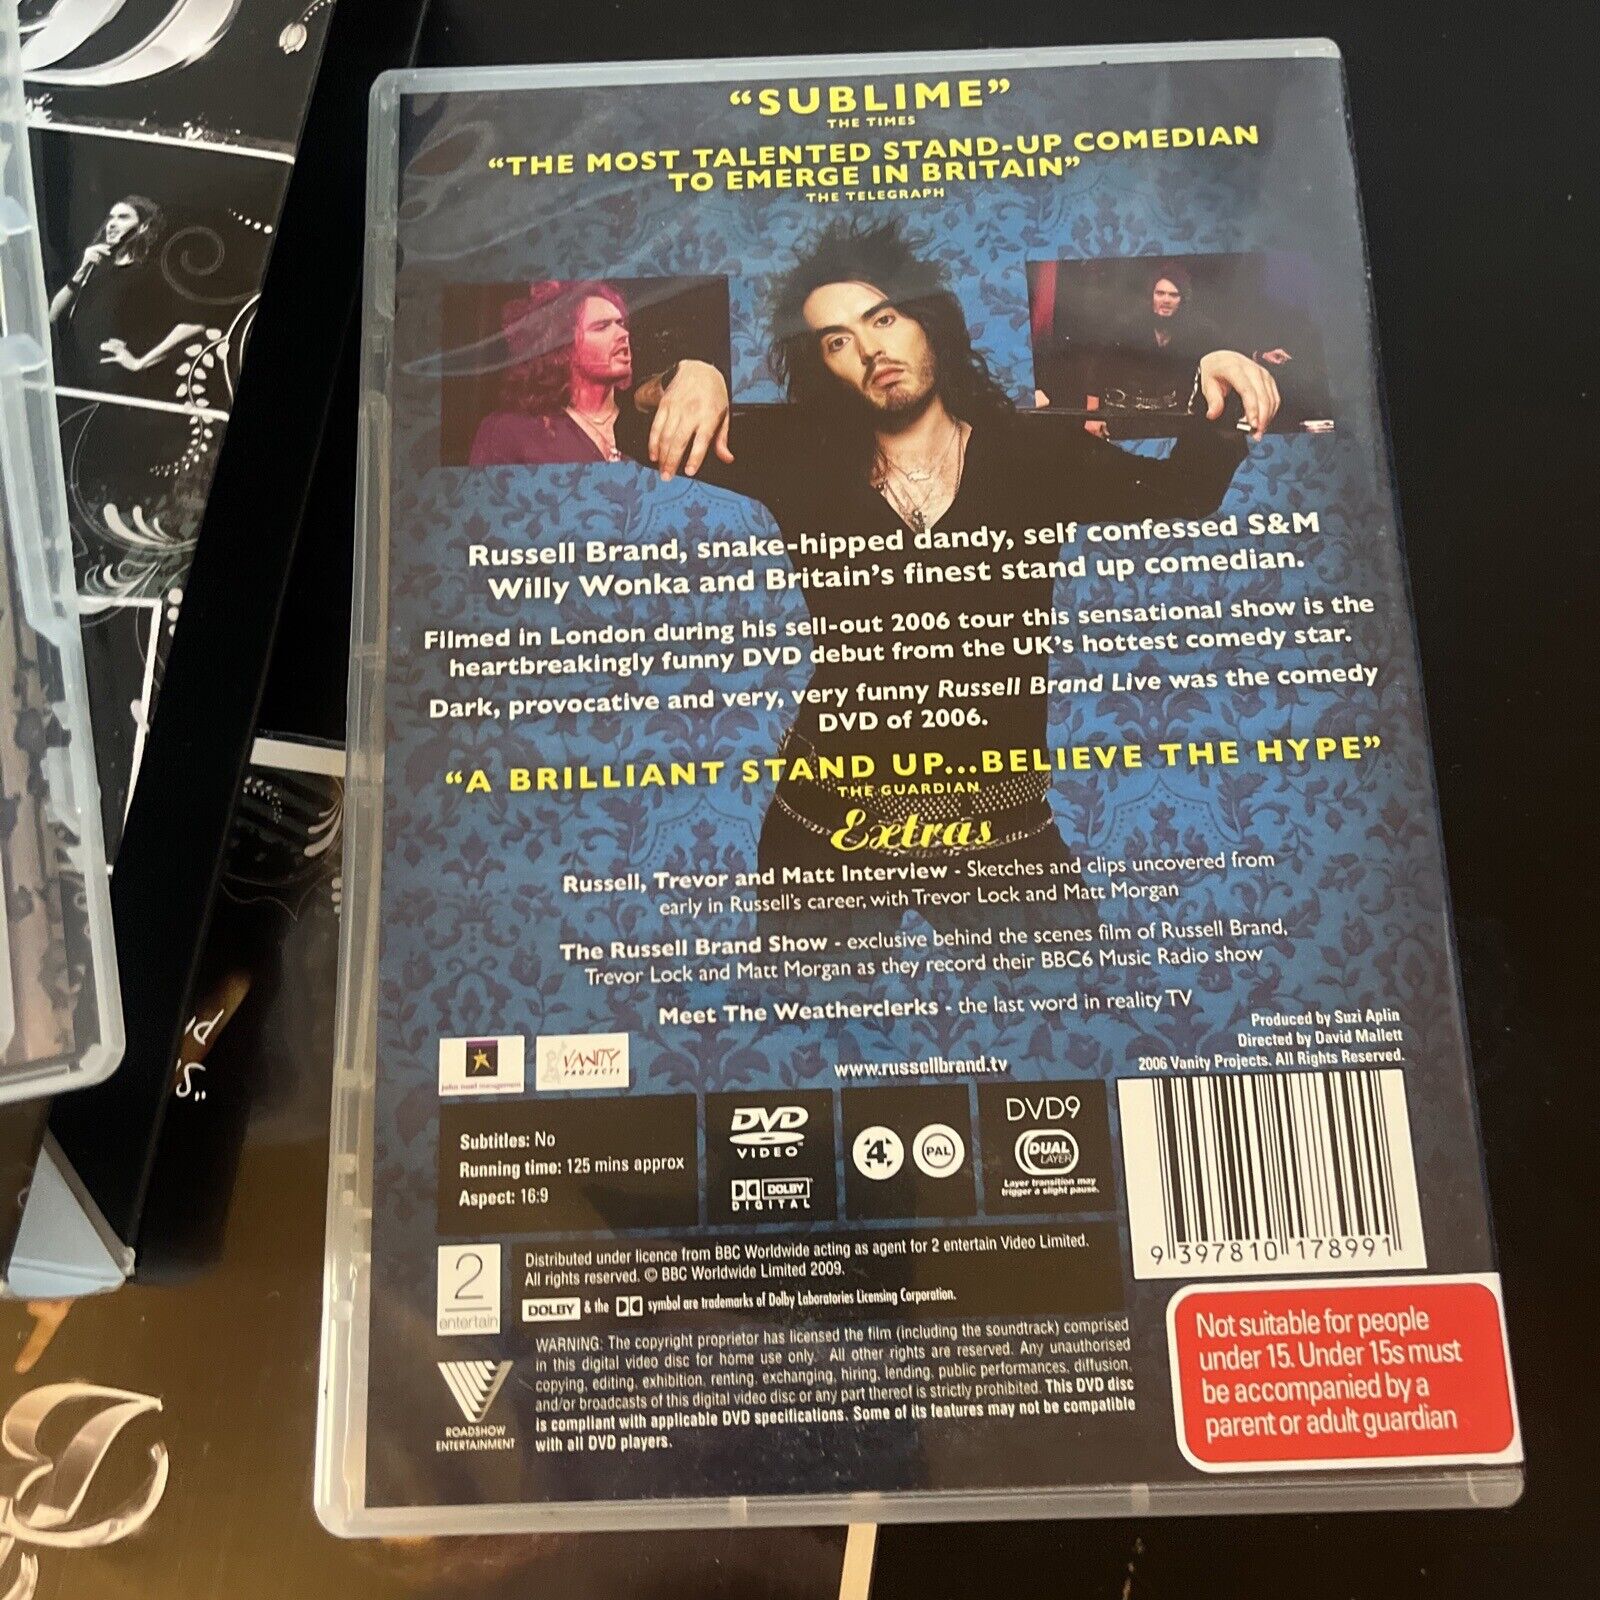 “SUBLIME”
THE TIMES
“THE MOST TALENTED STAND-UP COMEDIAN
TO EMERGE IN BRITAIN”
THE TELEGRAPH
Russell Brand, snake-hipped dandy, self confessed S&M
Willy Wonka and Britain’s finest stand up comedian.
Filmed in London during his sell-out 2006 tour this sensational show is the
heartbreakingly funny DVD debut from the UK’s hottest comedy star.
Dark, provocative and very, very funny Russell Brand Live was the comedy
DVD of 2006.
“A BRILLIANT STAND UP...BELIEVE THE HYPE”
THE GUARDIAN
Extras
Russell, Trevor and Matt Interview - Sketches and clips uncovered from
early in Russell’s career, with Trevor Lock and Matt Morgan
The Russell Brand Show - exclusive behind the scenes film of Russell Brand,
Trevor Lock and Matt Morgan as they record their BBC6 Music Radio show
Meet The Weatherclerks - the last word in reality TV
Produced by Suzi Aplin
Directed by David Mallett
2006 Vanity Projects. All Rights Reserved.
john noel management
VANITY
PROJECTS
www.russellbrand.tv
Subtitles: No
Running time: 125 mins approx
Aspect: 16:9
DVD
VIDEO
DOLBY
DIGITAL
4
PAL
DVD9
DUAL
LAYER
Layer transition may
trigger a slight pause.
9 397810 178991
2
entertain
Distributed under licence from BBC Worldwide acting as agent for 2 entertain Video Limited.
All rights reserved. © BBC Worldwide Limited 2009.
DOLBY & the symbol are trademarks of Dolby Laboratories Licensing Corporation.
WARNING: The copyright proprietor has licensed the film (including the soundtrack) comprised
in this digital video disc for home use only. All other rights are reserved. Any unauthorised
copying, editing, exhibition, renting, exchanging, hiring, lending, public performances, diffusion,
and/or broadcasts of this digital video disc or any part thereof is strictly prohibited. This DVD disc
is compliant with applicable DVD specifications. Some of its features may not be compatible
with all DVD players.
ROADSHOW
ENTERTAINMENT
Not suitable for people
under 15. Under 15s must
be accompanied by a
parent or adult guardian